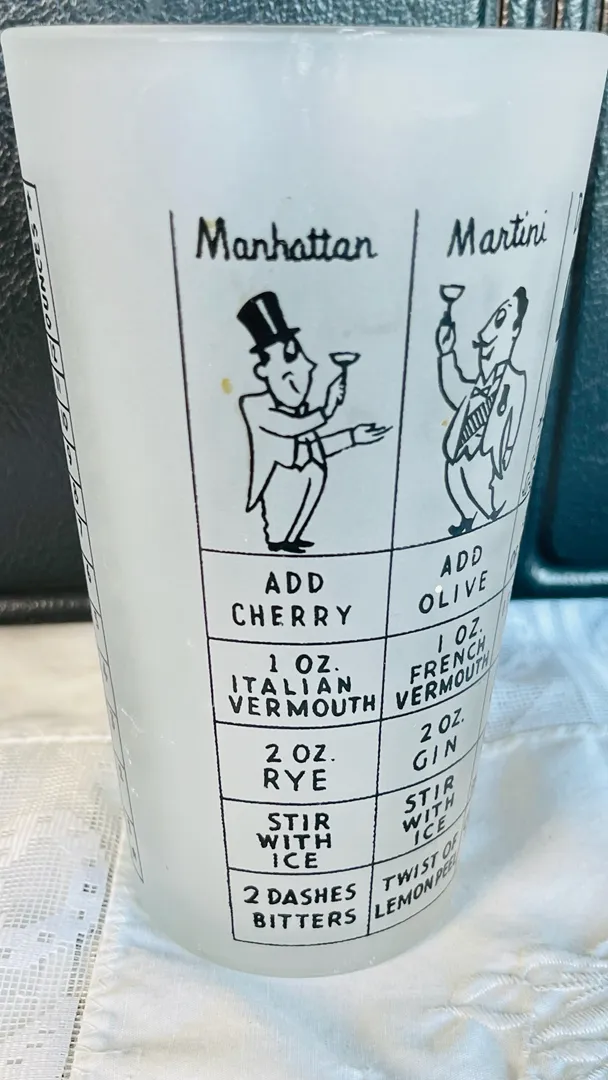 OUNCES
Manhattan
ADD
CHERRY
1 OZ.
ITALIAN
VERMOUTH
2 OZ.
RYE
STIR
WITH
ICE
2 DASHES
BITTERS
Martini
ADD
OLIVE
1 OZ.
FRENCH
VERMOUTH
2 OZ.
GIN
STIR
WITH
ICE
TWIST OF
LEMON PEEL